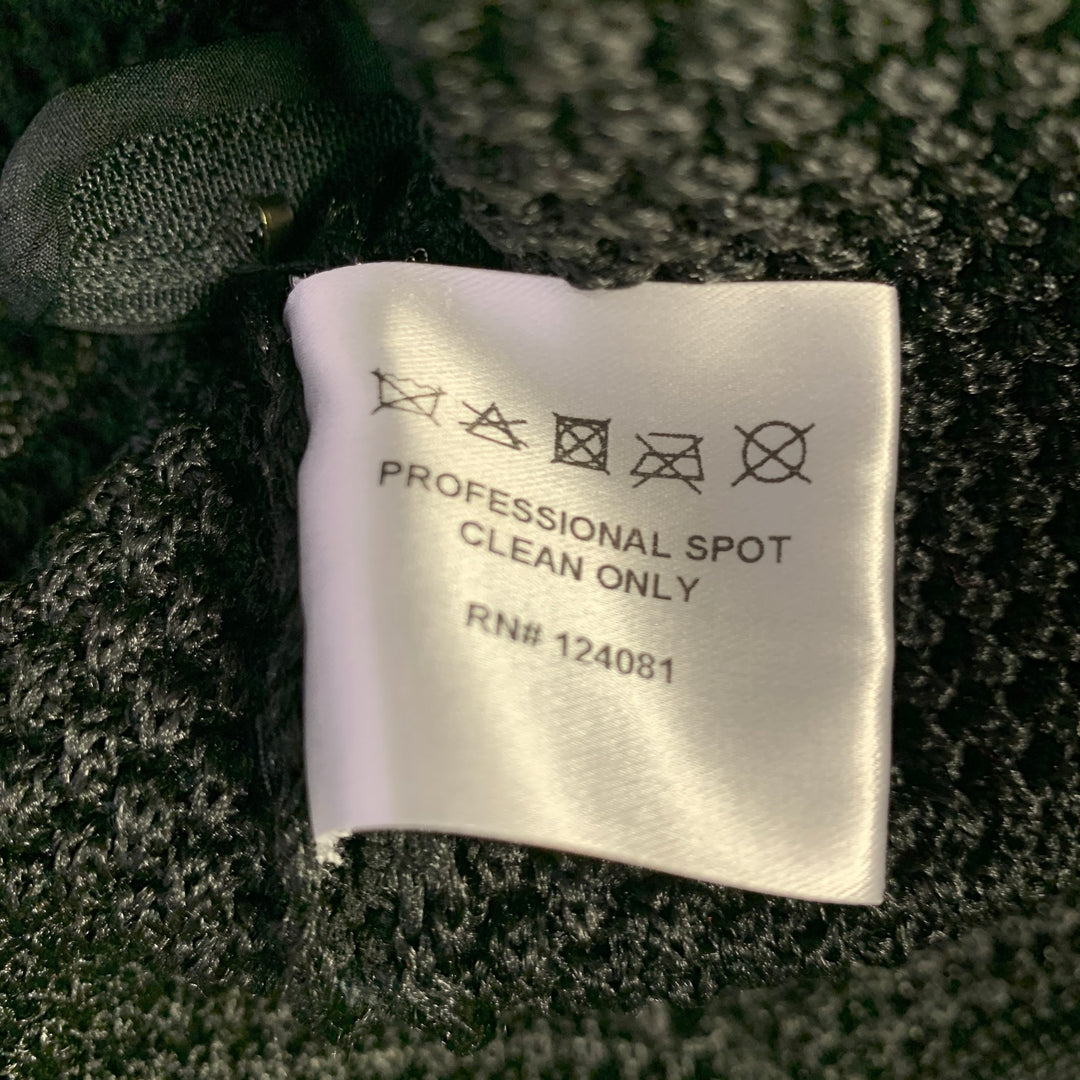 PROFESSIONAL SPOT
CLEAN ONLY
RN# 124081